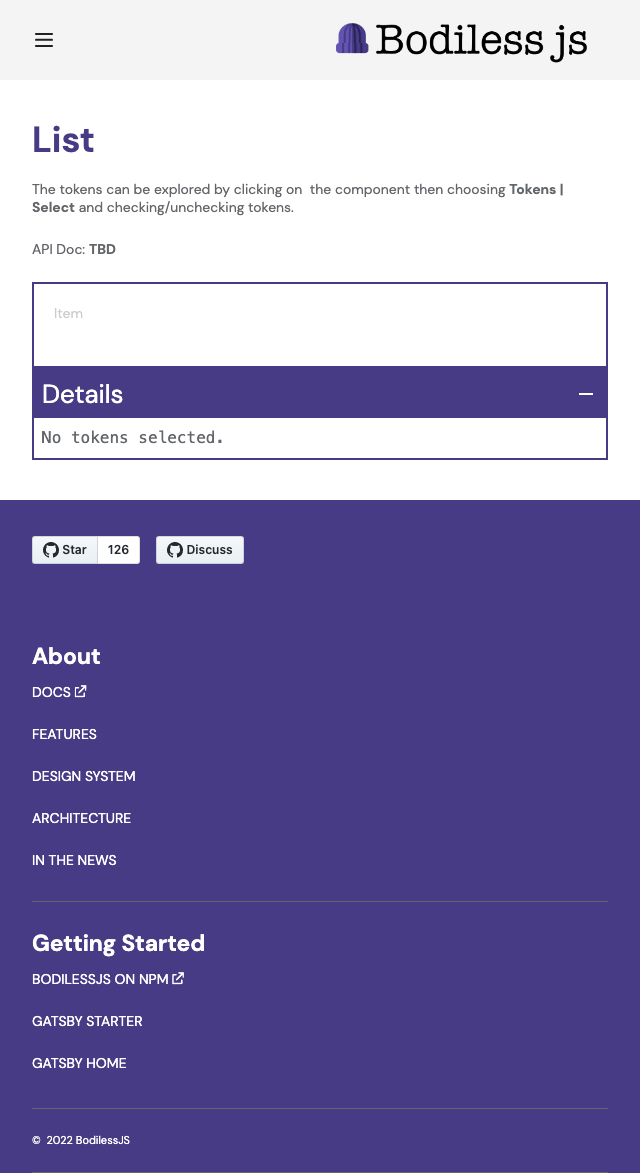 Bodiless js
List
The tokens can be explored by clicking on  the component then choosing Tokens |
Select and checking/unchecking tokens.
API Doc: TBD
Item
Details
No tokens selected.
Star 126 Discuss
About
DOCS
FEATURES
DESIGN SYSTEM
ARCHITECTURE
IN THE NEWS
Getting Started
BODILESSJS ON NPM
GATSBY STARTER
GATSBY HOME
© 2022 BodilessJS